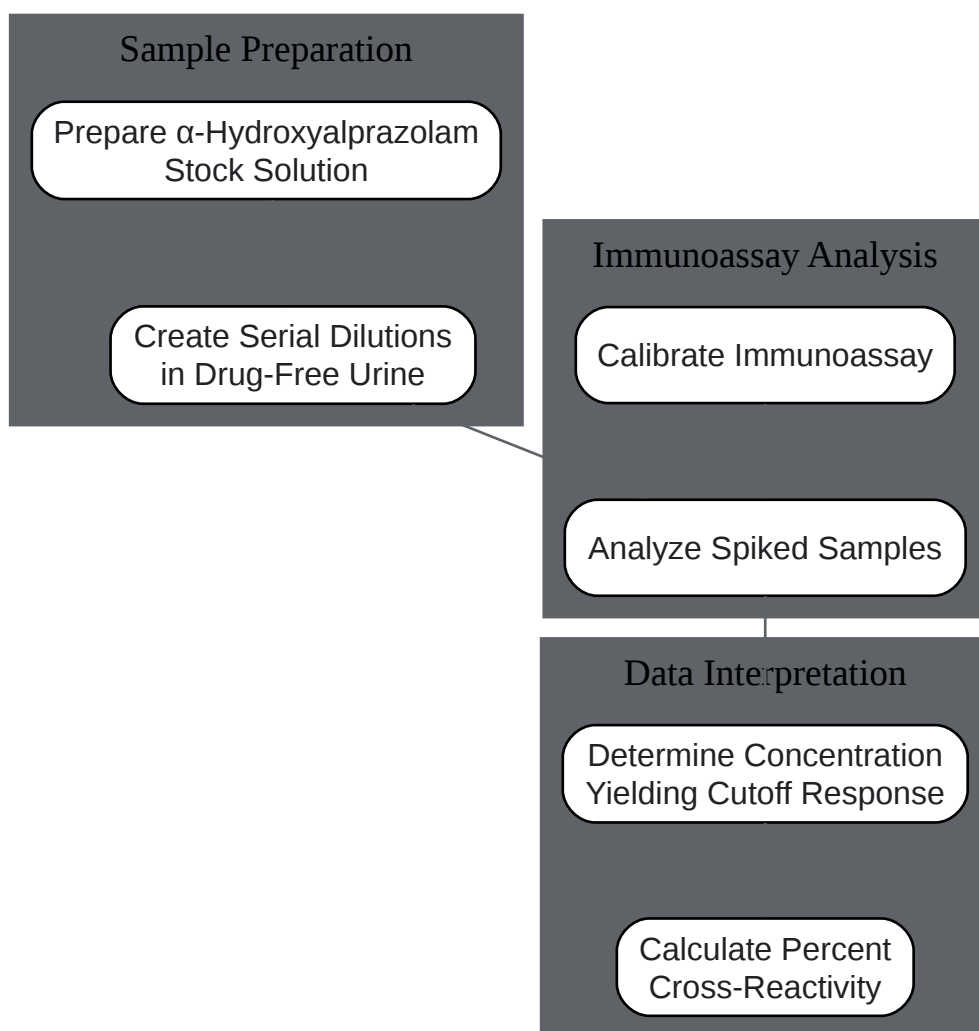 Sample Preparation
Prepare α-Hydroxyalprazolam
Stock Solution
Create Serial Dilutions
in Drug-Free Urine
Immunoassay Analysis
Calibrate Immunoassay
Analyze Spiked Samples
Data Interpretation
Determine Concentration
Yielding Cutoff Response
Calculate Percent
Cross-Reactivity